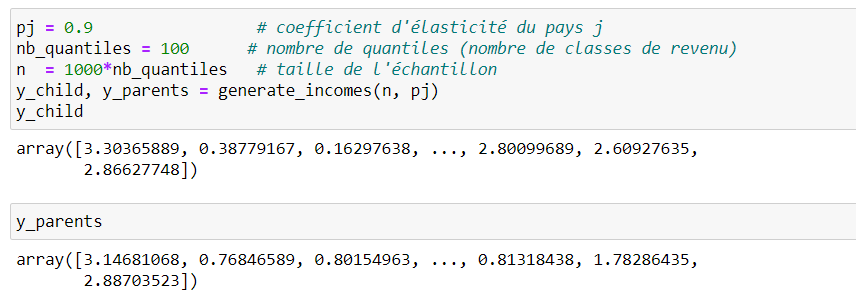 pj = 0.9                 # coefficient d'élasticité du pays j
nb_quantiles = 100      # nombre de quantiles (nombre de classes de revenu)
n  = 1000*nb_quantiles   # taille de l'échantillon
y_child, y_parents = generate_incomes(n, pj)
y_child
array([3.30365889, 0.38779167, 0.16297638, ..., 2.80099689, 2.60927635,
       2.86627748])
y_parents
array([3.14681068, 0.76846589, 0.80154963, ..., 0.81318438, 1.78286435,
       2.88703523])